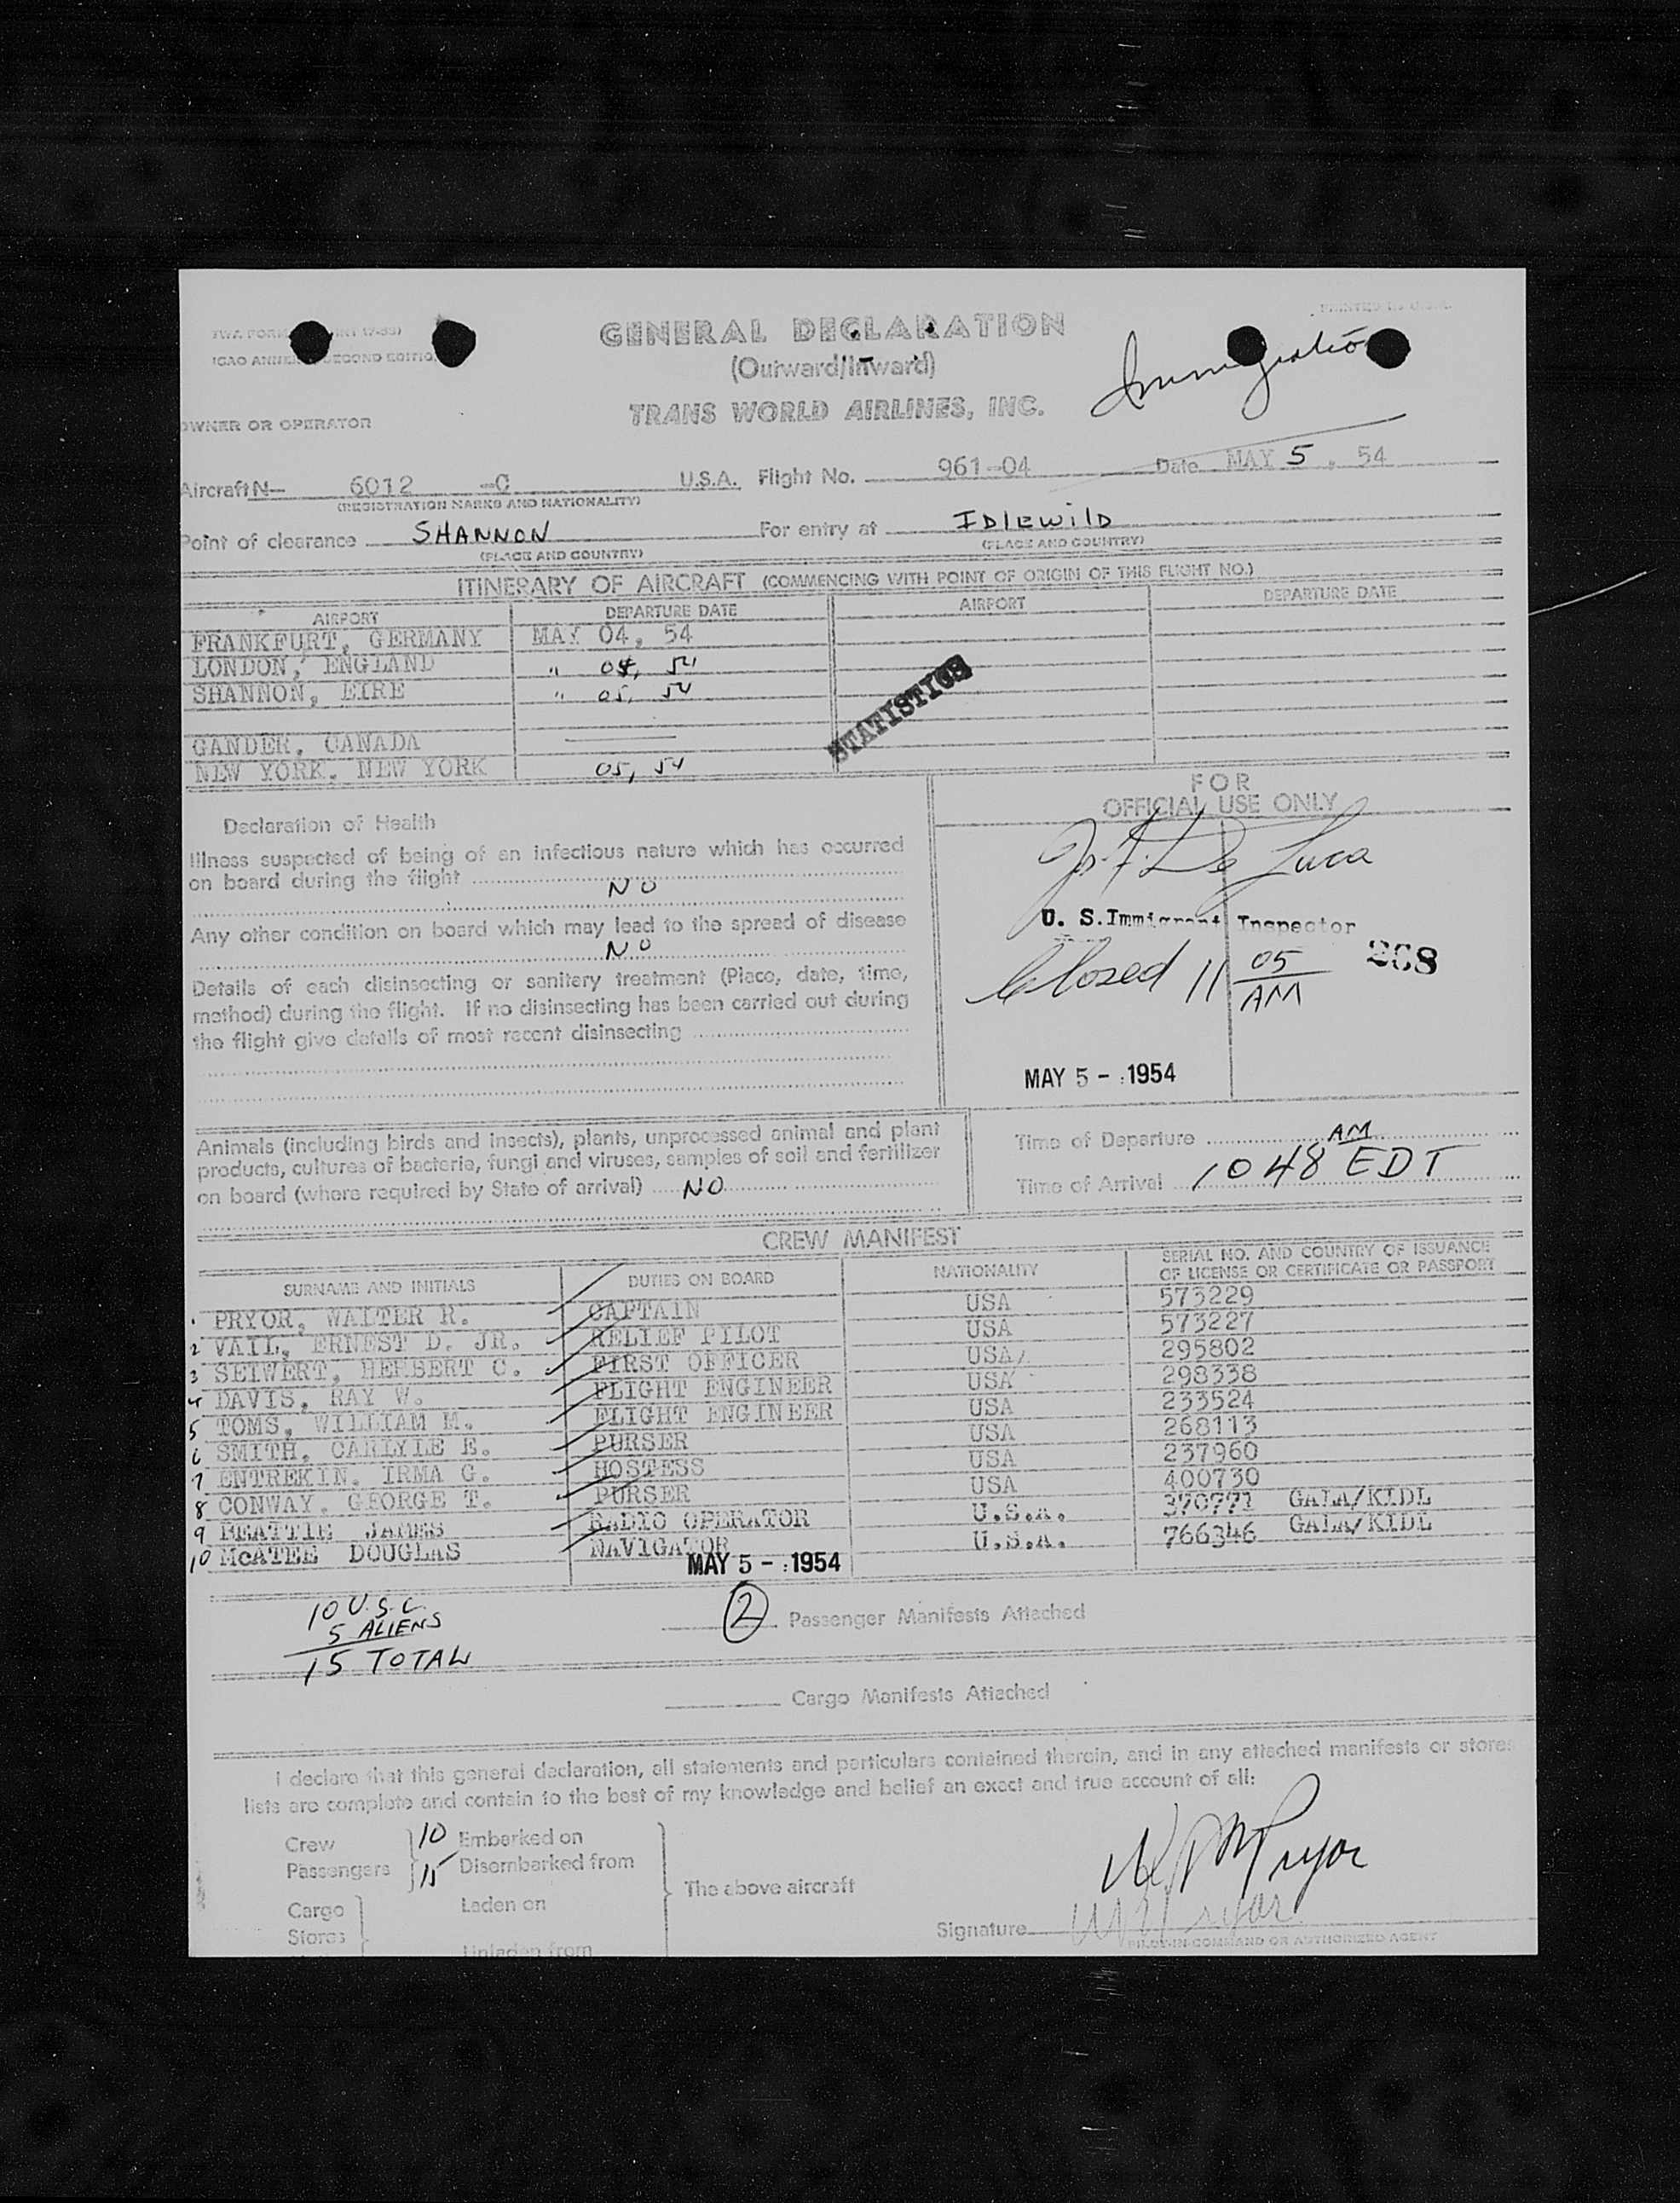 PRINTED IN U.S.A.
TWA FORM
ICAO ANNEX SECOND EDITION
GENERAL DECLARATION
(Outward/Inward)
Immigration
TRANS WORLD AIRLINES, INC.
OWNER OR OPERATOR
Aircraft N- 6012 -C U.S.A. Flight No. 961-04 Date MAY 5, 54
(REGISTRATION MARKS AND NATIONALITY)
Point of clearance SHANNON For entry at IDLEWILD
(PLACE AND COUNTRY) (PLACE AND COUNTRY)
ITINERARY OF AIRCRAFT (COMMENCING WITH POINT OF ORIGIN OF THIS FLIGHT NO.)
AIRPORT DEPARTURE DATE AIRPORT DEPARTURE DATE
FRANKFURT, GERMANY MAY 04, 54
LONDON, ENGLAND " 04, 54
SHANNON, EIRE " 05, 54
STATISTICS
GANDER, CANADA
NEW YORK, NEW YORK 05, 54
FOR
OFFICIAL USE ONLY
Declaration of Health
Illness suspected of being of an infectious nature which has occurred
on board during the flight NO
Any other condition on board which may lead to the spread of disease
NO
Details of each disinsecting or sanitary treatment (Place, date, time,
method) during the flight. If no disinsecting has been carried out during
the flight give details of most recent disinsecting
De Luca
U. S. Immigrant Inspector
Closed 11 05 AM
268
MAY 5 - 1954
Animals (including birds and insects), plants, unprocessed animal and plant
products, cultures of bacteria, fungi and viruses, samples of soil and fertilizer
on board (where required by State of arrival) NO
Time of Departure
AM
Time of Arrival 1048 EDT
CREW MANIFEST
SURNAME AND INITIALS DUTIES ON BOARD NATIONALITY SERIAL NO. AND COUNTRY OF ISSUANCE
OF LICENSE OR CERTIFICATE OR PASSPORT
1 PRYOR, WALTER R. CAPTAIN USA 573229
2 VAIL, ERNEST D. JR. RELIEF PILOT USA 573227
3 SEIWERT, HERBERT C. FIRST OFFICER USA 295802
4 DAVIS, RAY W. FLIGHT ENGINEER USA 298338
5 TOMS, WILLIAM M. FLIGHT ENGINEER USA 233524
6 SMITH, CARLYLE E. PURSER USA 268113
7 ENTREKIN, IRMA G. HOSTESS USA 237960
8 CONWAY, GEORGE T. PURSER USA 400730
9 BEATTIE JAMES RADIO OPERATOR U.S.A. 370771 GALA/KIDL
10 McATEE DOUGLAS NAVIGATOR U.S.A. 766346 GALA/KIDL
MAY 5 - 1954
10 U.S.C.
5 ALIENS
15 TOTAL
2 Passenger Manifests Attached
Cargo Manifests Attached
I declare that this general declaration, all statements and particulars contained therein, and in any attached manifests or stores
lists are complete and contain to the best of my knowledge and belief an exact and true account of all:
Crew 10 Embarked on
Passengers 15 Disembarked from
The above aircraft
Cargo Laden on
Stores
Unladen from
W R Pryor
Signature W R Pryor
PILOT-IN-COMMAND OR AUTHORIZED AGENT